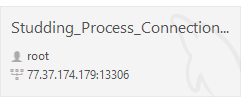 Studding_Process_Connection...
root
77.37.174.179:13306